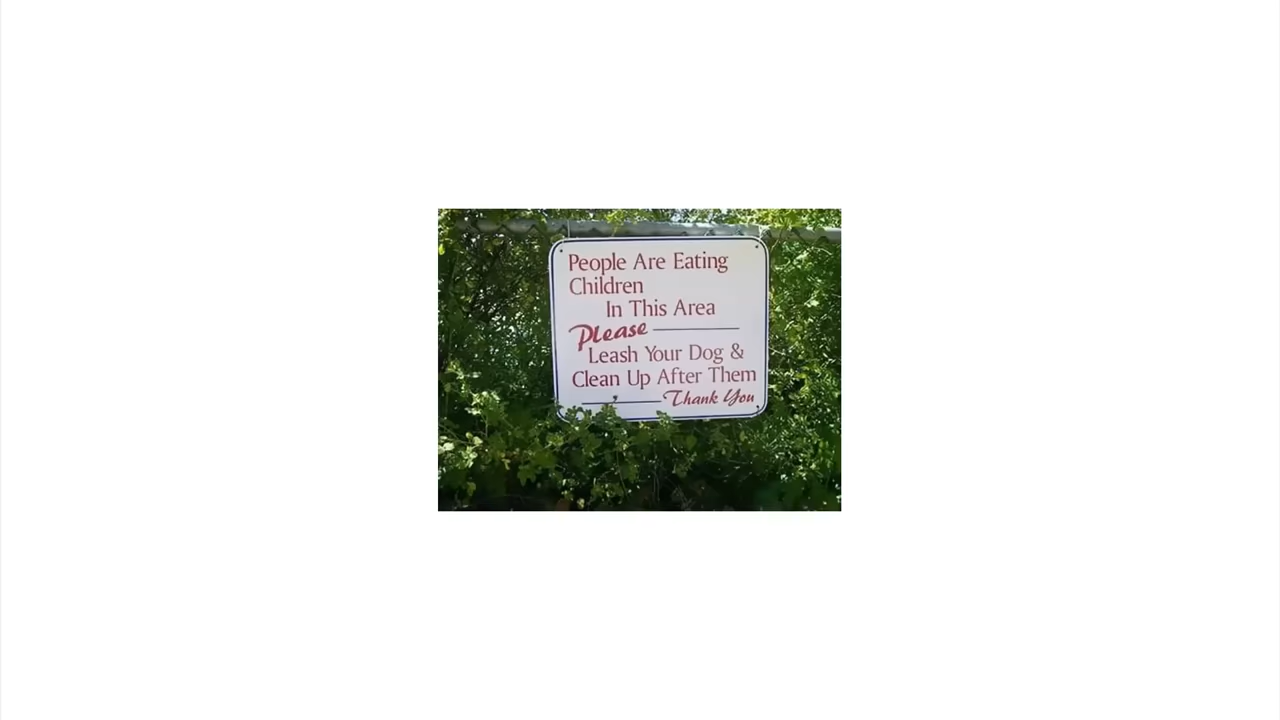 People Are Eating
Children
In This Area
Please
Leash Your Dog &
Clean Up After Them
Thank You